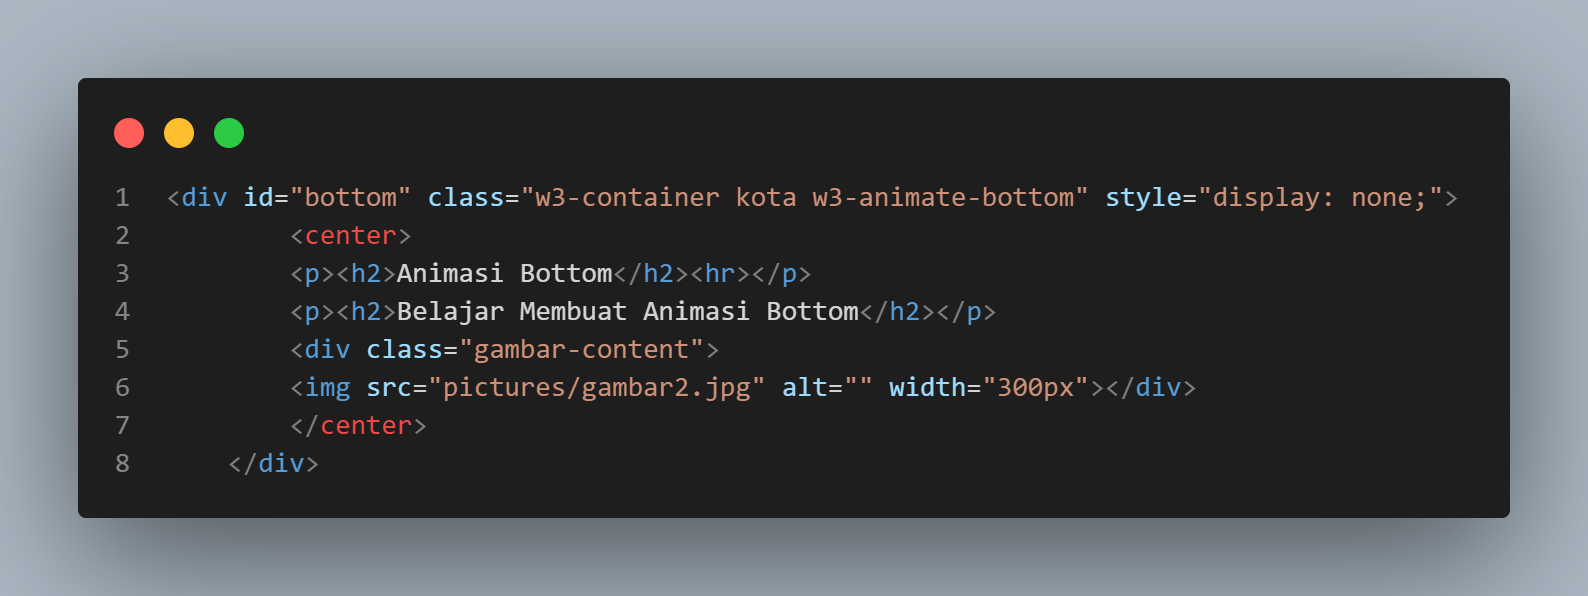 1 <div id="bottom" class="w3-container kota w3-animate-bottom" style="display: none;">
2 <center>
3 <p><h2>Animasi Bottom</h2><hr></p>
4 <p><h2>Belajar Membuat Animasi Bottom</h2></p>
5 <div class="gambar-content">
6 <img src="pictures/gambar2.jpg" alt="" width="300px"></div>
7 </center>
8 </div>